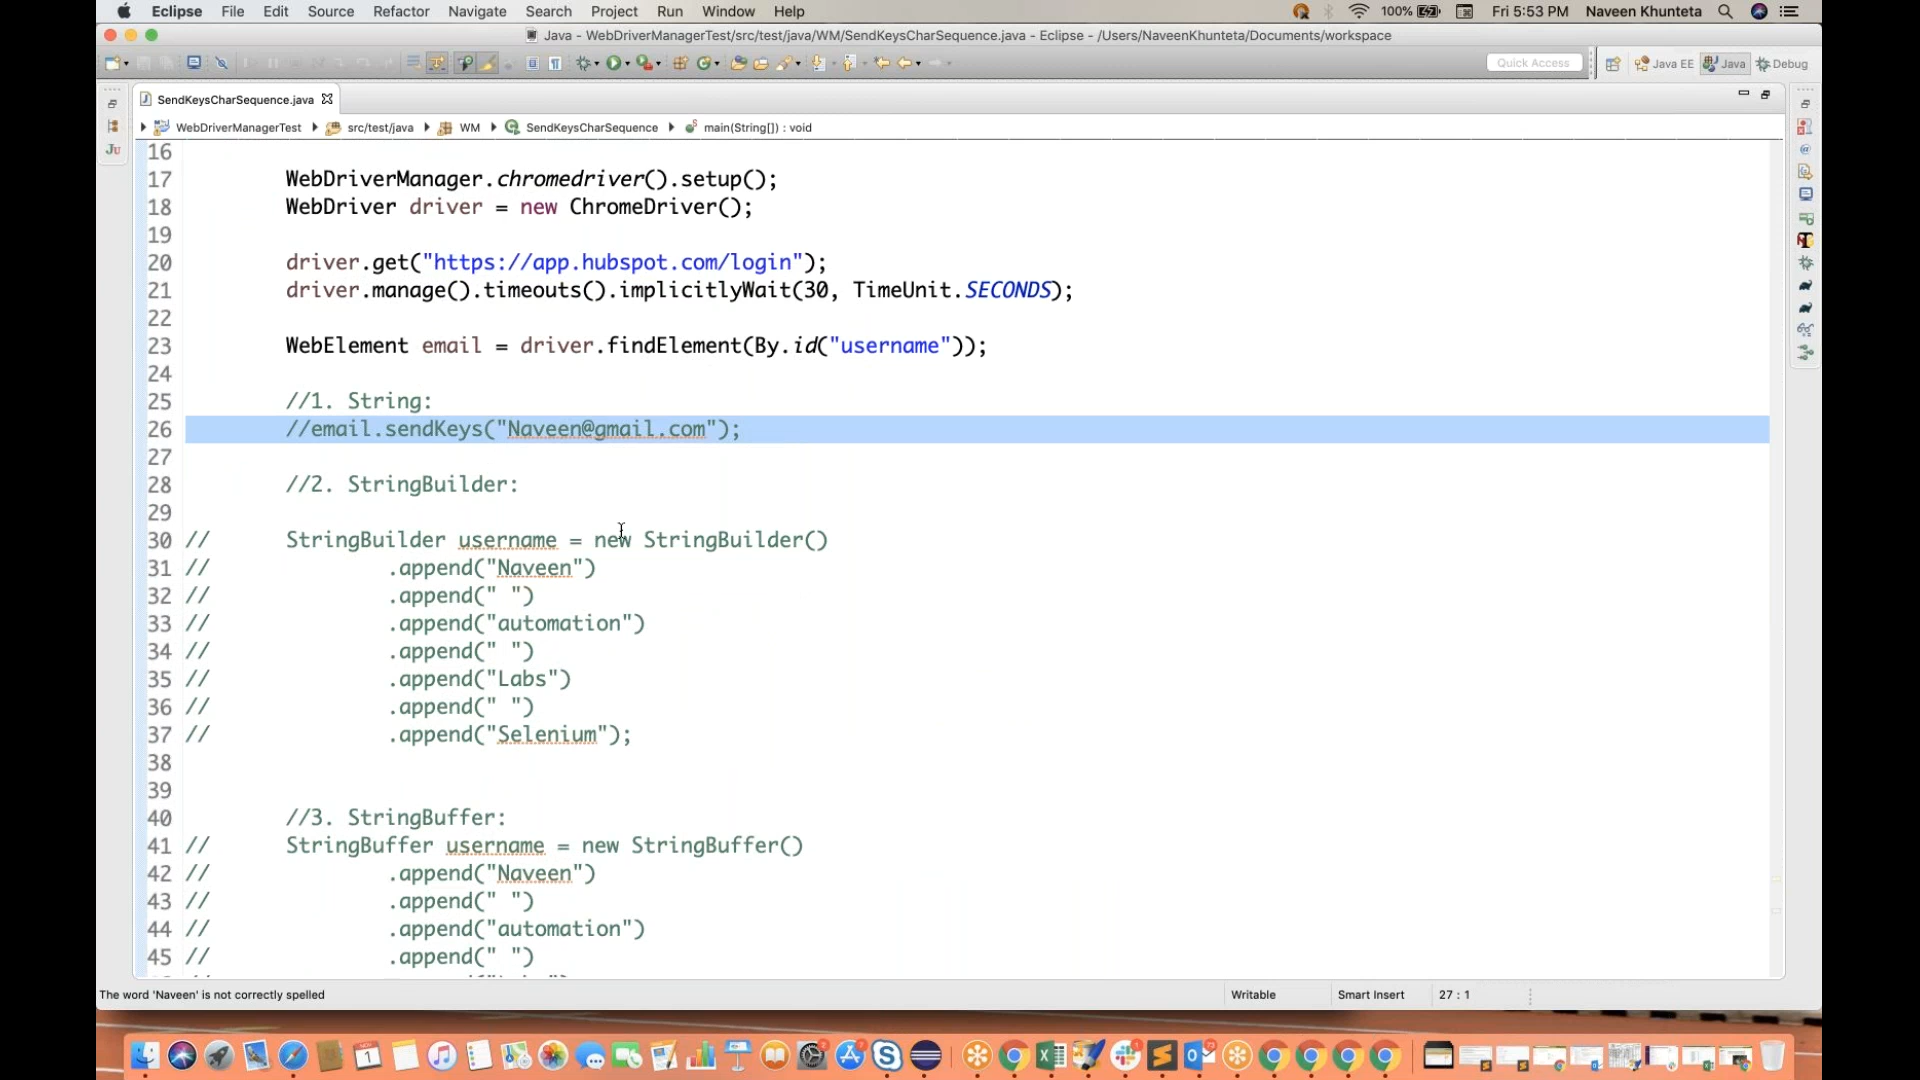 Eclipse File Edit Source Refactor Navigate Search Project Run Window Help 100% Fri 5:53 PM Naveen Khunteta
Java - WebDriverManagerTest/src/test/java/WM/SendKeysCharSequence.java - Eclipse - /Users/NaveenKhunteta/Documents/workspace
Quick Access Java EE Java Debug
SendKeysCharSequence.java
WebDriverManagerTest src/test/java WM SendKeysCharSequence main(String[]) : void
16
17 WebDriverManager.chromedriver().setup();
18 WebDriver driver = new ChromeDriver();
19
20 driver.get("https://app.hubspot.com/login");
21 driver.manage().timeouts().implicitlyWait(30, TimeUnit.SECONDS);
22
23 WebElement email = driver.findElement(By.id("username"));
24
25 //1. String:
26 //email.sendKeys("Naveen@gmail.com");
27
28 //2. StringBuilder:
29
30 // StringBuilder username = new StringBuilder()
31 // .append("Naveen")
32 // .append(" ")
33 // .append("automation")
34 // .append(" ")
35 // .append("Labs")
36 // .append(" ")
37 // .append("Selenium");
38
39
40 //3. StringBuffer:
41 // StringBuffer username = new StringBuffer()
42 // .append("Naveen")
43 // .append(" ")
44 // .append("automation")
45 // .append(" ")
The word 'Naveen' is not correctly spelled Writable Smart Insert 27 : 1